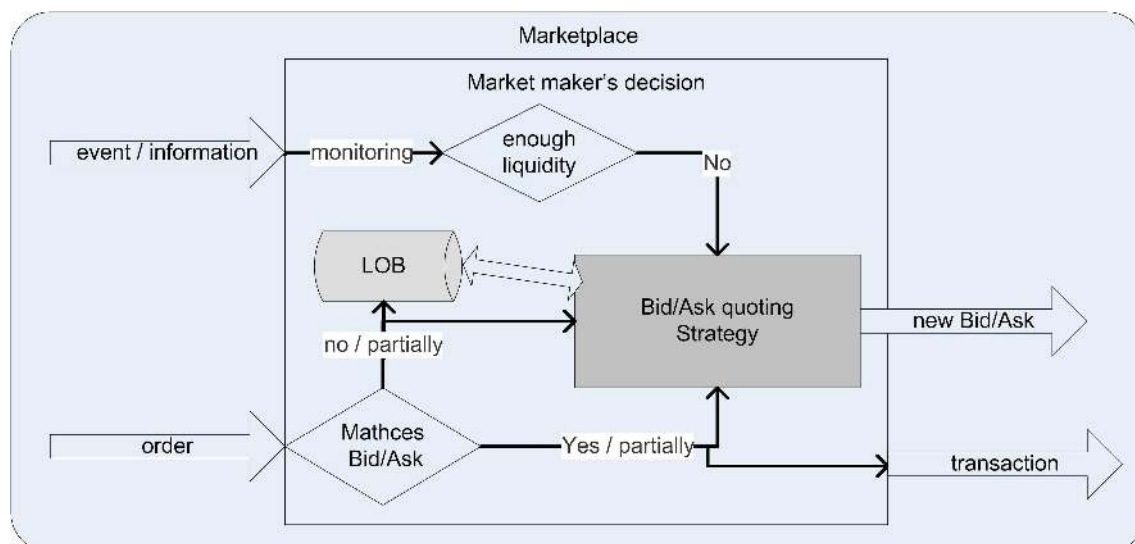 Marketplace
Market maker's decision
event / information
monitoring
enough
liquidity
No
LOB
Bid/Ask quoting
Strategy
new Bid/Ask
no / partially
order
Mathces
Bid/Ask
Yes / partially
transaction